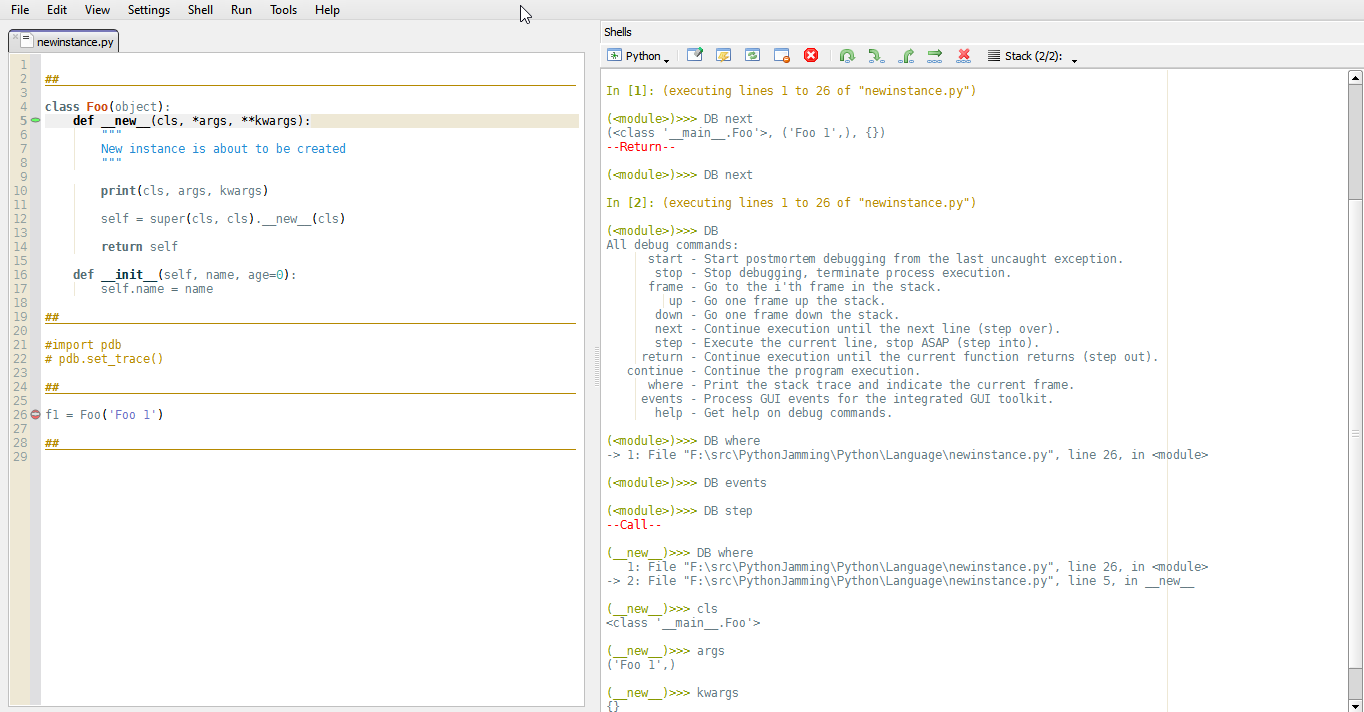 File Edit View Settings Shell Run Tools Help
newinstance.py
1
2 ##
3
4 class Foo(object):
5 def __new__(cls, *args, **kwargs):
6 """
7 New instance is about to be created
8 """
9
10 print(cls, args, kwargs)
11
12 self = super(cls, cls).__new__(cls)
13
14 return self
15
16 def __init__(self, name, age=0):
17 self.name = name
18
19 ##
20
21 #import pdb
22 # pdb.set_trace()
23
24 ##
25
26 f1 = Foo('Foo 1')
27
28 ##
29
Shells
Python Stack (2/2):
In [1]: (executing lines 1 to 26 of "newinstance.py")
(<module>)>>> DB next
(<class '__main__.Foo'>, ('Foo 1',), {})
--Return--
(<module>)>>> DB next
In [2]: (executing lines 1 to 26 of "newinstance.py")
(<module>)>>> DB
All debug commands:
start - Start postmortem debugging from the last uncaught exception.
stop - Stop debugging, terminate process execution.
frame - Go to the i'th frame in the stack.
up - Go one frame up the stack.
down - Go one frame down the stack.
next - Continue execution until the next line (step over).
step - Execute the current line, stop ASAP (step into).
return - Continue execution until the current function returns (step out).
continue - Continue the program execution.
where - Print the stack trace and indicate the current frame.
events - Process GUI events for the integrated GUI toolkit.
help - Get help on debug commands.
(<module>)>>> DB where
-> 1: File "F:\src\PythonJamming\Python\Language\newinstance.py", line 26, in <module>
(<module>)>>> DB events
(<module>)>>> DB step
--Call--
(__new__)>>> DB where
1: File "F:\src\PythonJamming\Python\Language\newinstance.py", line 26, in <module>
-> 2: File "F:\src\PythonJamming\Python\Language\newinstance.py", line 5, in __new__
(__new__)>>> cls
<class '__main__.Foo'>
(__new__)>>> args
('Foo 1',)
(__new__)>>> kwargs
{}